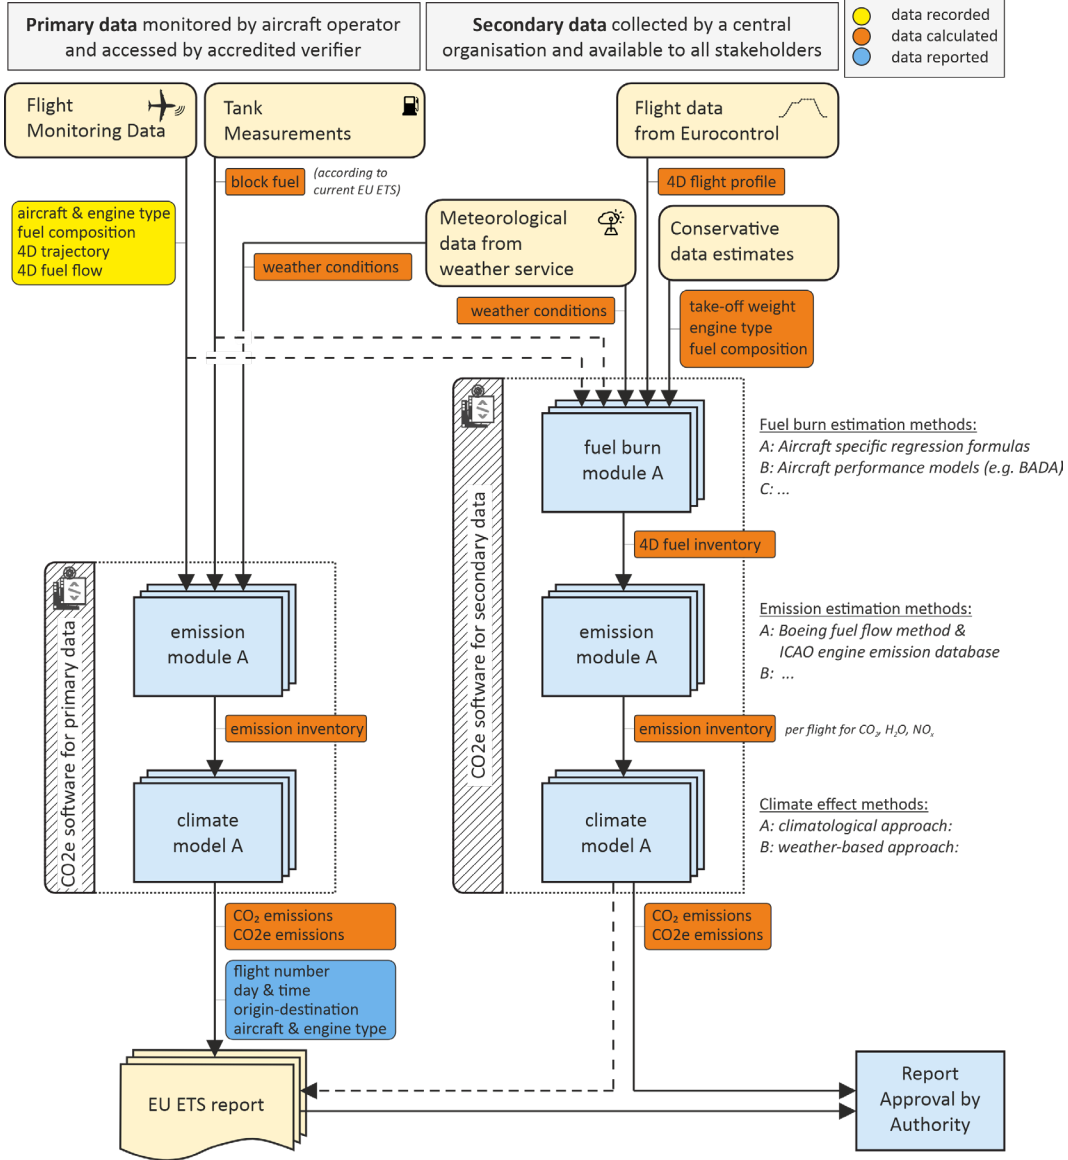 Primary data monitored by aircraft operator
and accessed by accredited verifier
Secondary data collected by a central
organisation and available to all stakeholders
data recorded
data calculated
data reported
Flight
Monitoring Data
Tank
Measurements
Flight data
from Eurocontrol
block fuel
(according to
current EU ETS)
4D flight profile
aircraft & engine type
fuel composition
4D trajectory
4D fuel flow
Meteorological
data from
weather service
Conservative
data estimates
weather conditions
weather conditions
take-off weight
engine type
fuel composition
CO2e software for secondary data
fuel burn
module A
Fuel burn estimation methods:
A: Aircraft specific regression formulas
B: Aircraft performance models (e.g. BADA)
C: ...
4D fuel inventory
CO2e software for primary data
emission
module A
emission
module A
Emission estimation methods:
A: Boeing fuel flow method &
ICAO engine emission database
B: ...
emission inventory
emission inventory
per flight for CO₂, H₂O, NOₓ
climate
model A
climate
model A
Climate effect methods:
A: climatological approach:
B: weather-based approach:
CO₂ emissions
CO2e emissions
CO₂ emissions
CO2e emissions
flight number
day & time
origin-destination
aircraft & engine type
EU ETS report
Report
Approval by
Authority